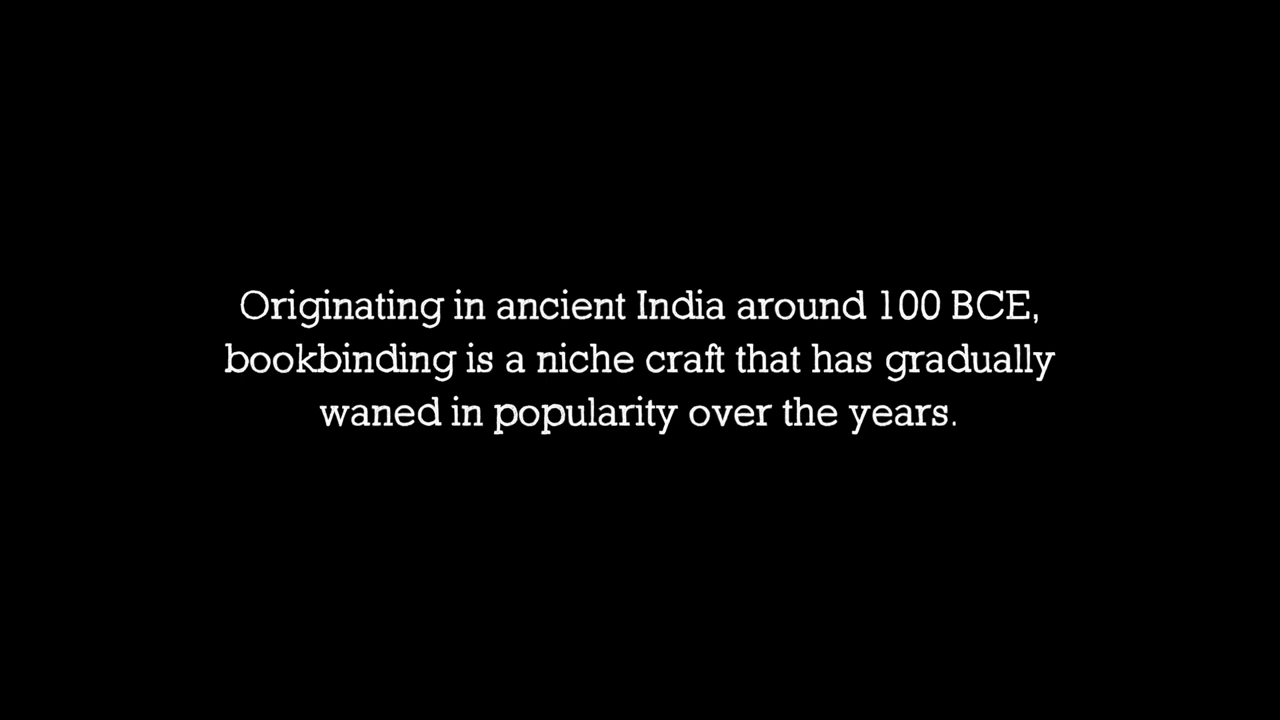 Originating in ancient India around 100 BCE,
bookbinding is a niche craft that has gradually
waned in popularity over the years.